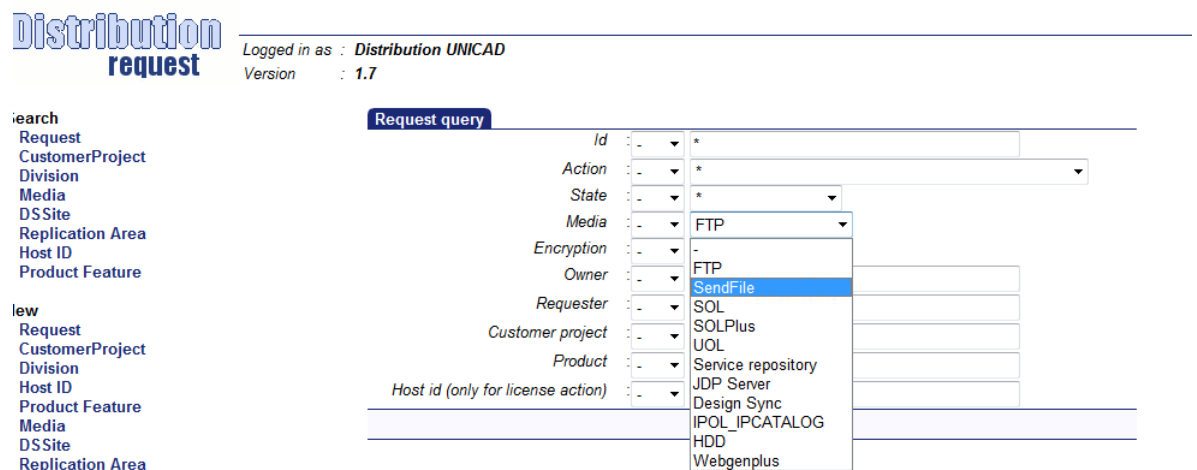 Distribution
request
Logged in as : Distribution UNICAD
Version : 1.7
Search
Request
CustomerProject
Division
Media
DSSite
Replication Area
Host ID
Product Feature
New
Request
CustomerProject
Division
Host ID
Product Feature
Media
DSSite
Replication Area
Request query
Id : - *
Action : - *
State : - *
Media : - FTP
Encryption : -
Owner : -
Requester : -
Customer project : -
Product : -
Host id (only for license action) : -
-
FTP
SendFile
SOL
SOLPlus
UOL
Service repository
JDP Server
Design Sync
IPOL_IPCATALOG
HDD
Webgenplus